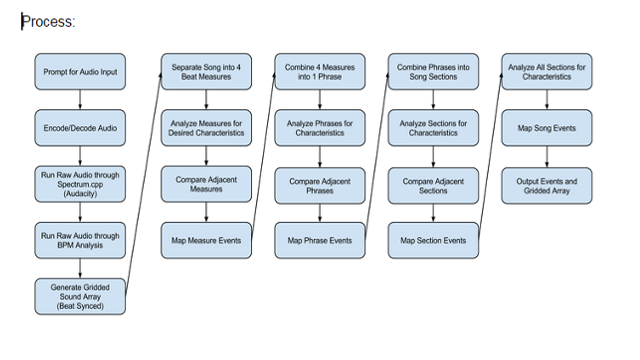 Process:
Prompt for Audio Input
Encode/Decode Audio
Run Raw Audio through
Spectrum.cpp
(Audacity)
Run Raw Audio through
BPM Analysis
Generate Gridded
Sound Array
(Beat Synced)
Separate Song into 4
Beat Measures
Analyze Measures for
Desired Characteristics
Compare Adjacent
Measures
Map Measure Events
Combine 4 Measures
into 1 Phrase
Analyze Phrases for
Characteristics
Compare Adjacent
Phrases
Map Phrase Events
Combine Phrases into
Song Sections
Analyze Sections for
Characteristics
Compare Adjacent
Sections
Map Section Events
Analyze All Sections for
Characteristics
Map Song Events
Output Events and
Gridded Array